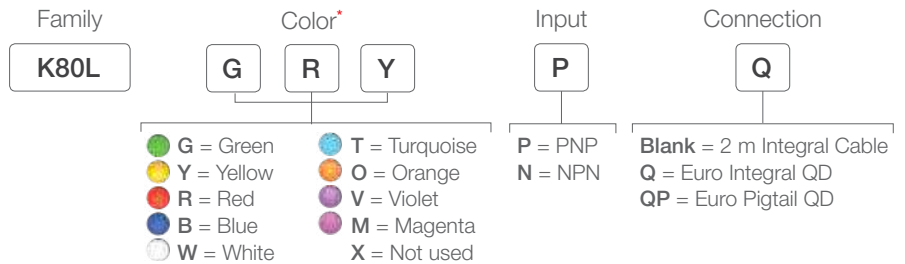 Family Color* Input Connection
K80L G R Y P Q
G = Green T = Turquoise P = PNP Blank = 2 m Integral Cable
Y = Yellow O = Orange N = NPN Q = Euro Integral QD
R = Red V = Violet QP = Euro Pigtail QD
B = Blue M = Magenta
W = White X = Not used